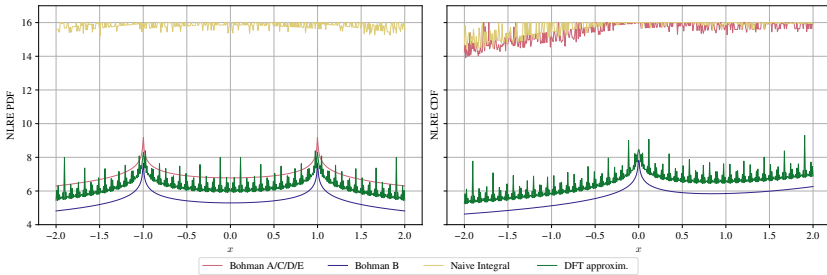 16
14
12
10
8
6
4
NLRE PDF
−2.0 −1.5 −1.0 −0.5 0.0 0.5 1.0 1.5 2.0
x
NLRE CDF
−2.0 −1.5 −1.0 −0.5 0.0 0.5 1.0 1.5 2.0
x
Bohman A/C/D/E Bohman B Naive Integral DFT approxim.